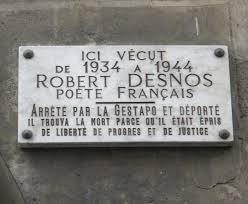 ICI VÉCUT
DE 1934 A 1944
ROBERT DESNOS
POÈTE FRANÇAIS
ARRÊTÉ PAR LA GESTAPO ET DÉPORTÉ
IL TROUVA LA MORT PARCE QU'IL ÉTAIT ÉPRIS
DE LIBERTÉ DE PROGRES ET DE JUSTICE